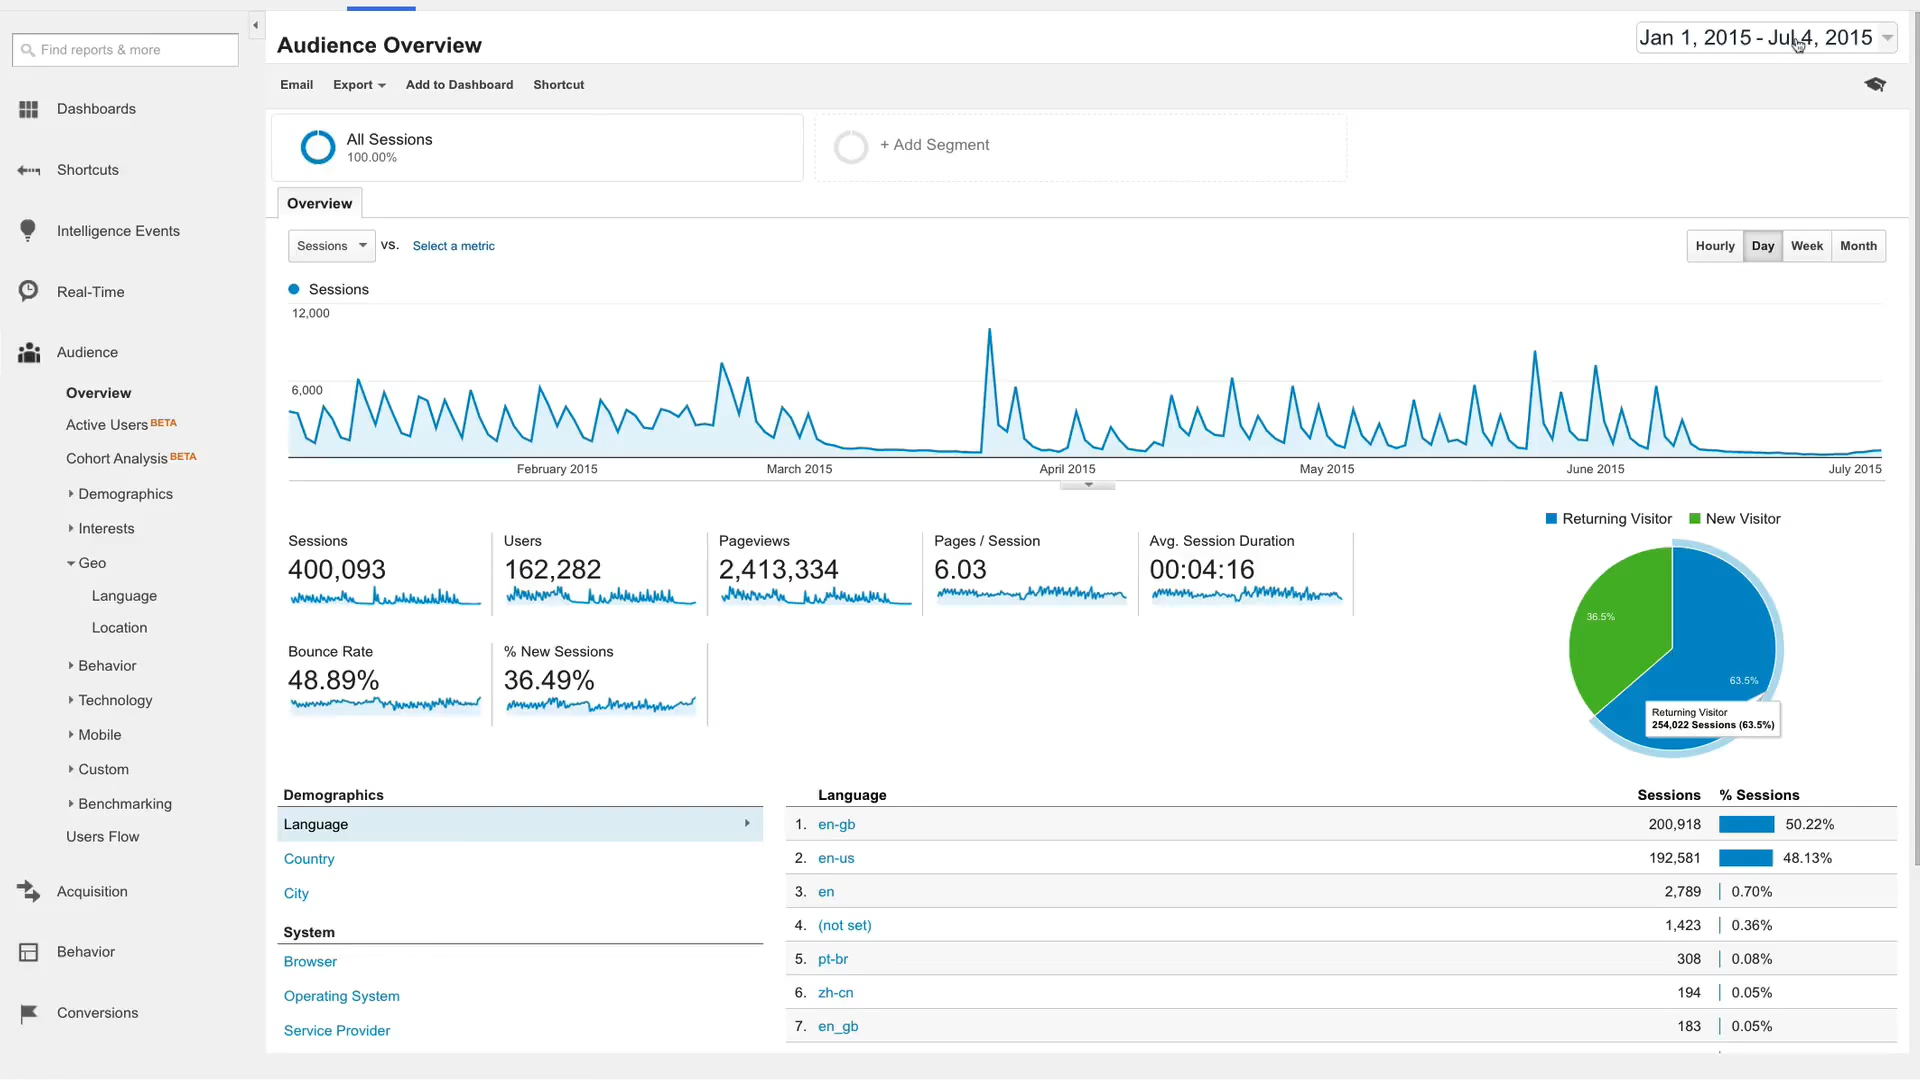 Find reports & more
Dashboards
Shortcuts
Intelligence Events
Real-Time
Audience
Overview
Active Users BETA
Cohort Analysis BETA
Demographics
Interests
Geo
Language
Location
Behavior
Technology
Mobile
Custom
Benchmarking
Users Flow
Acquisition
Behavior
Conversions
Audience Overview
Jan 1, 2015 - Jul 4, 2015
Email Export Add to Dashboard Shortcut
All Sessions
100.00%
+ Add Segment
Overview
Sessions vs. Select a metric
Hourly Day Week Month
Sessions
12,000
6,000
February 2015 March 2015 April 2015 May 2015 June 2015 July 2015
Sessions
400,093
Users
162,282
Pageviews
2,413,334
Pages / Session
6.03
Avg. Session Duration
00:04:16
Bounce Rate
48.89%
% New Sessions
36.49%
Returning Visitor New Visitor
36.5%
63.5%
Returning Visitor
254,022 Sessions (63.5%)
Demographics
Language
Country
City
System
Browser
Operating System
Service Provider
Language Sessions % Sessions
1. en-gb 200,918 50.22%
2. en-us 192,581 48.13%
3. en 2,789 0.70%
4. (not set) 1,423 0.36%
5. pt-br 308 0.08%
6. zh-cn 194 0.05%
7. en_gb 183 0.05%